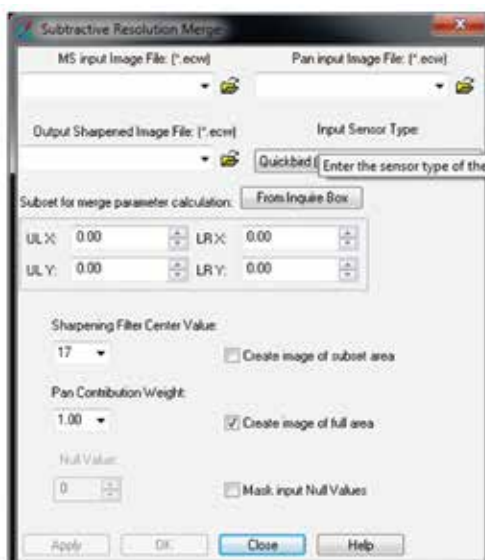 Subtractive Resolution Merge
MS input Image File: (*.ecw) Pan input Image File: (*.ecw)
Output Sharpened Image File: (*.ecw) Input Sensor Type:
Quickbird Enter the sensor type of the
Subset for merge parameter calculation: From Inquire Box
UL X: 0.00 LR X: 0.00
UL Y: 0.00 LR Y: 0.00
Sharpening Filter Center Value:
17 Create image of subset area
Pan Contribution Weight:
1.00 Create image of full area
Null Value:
0 Mask input Null Values
Apply OK Close Help